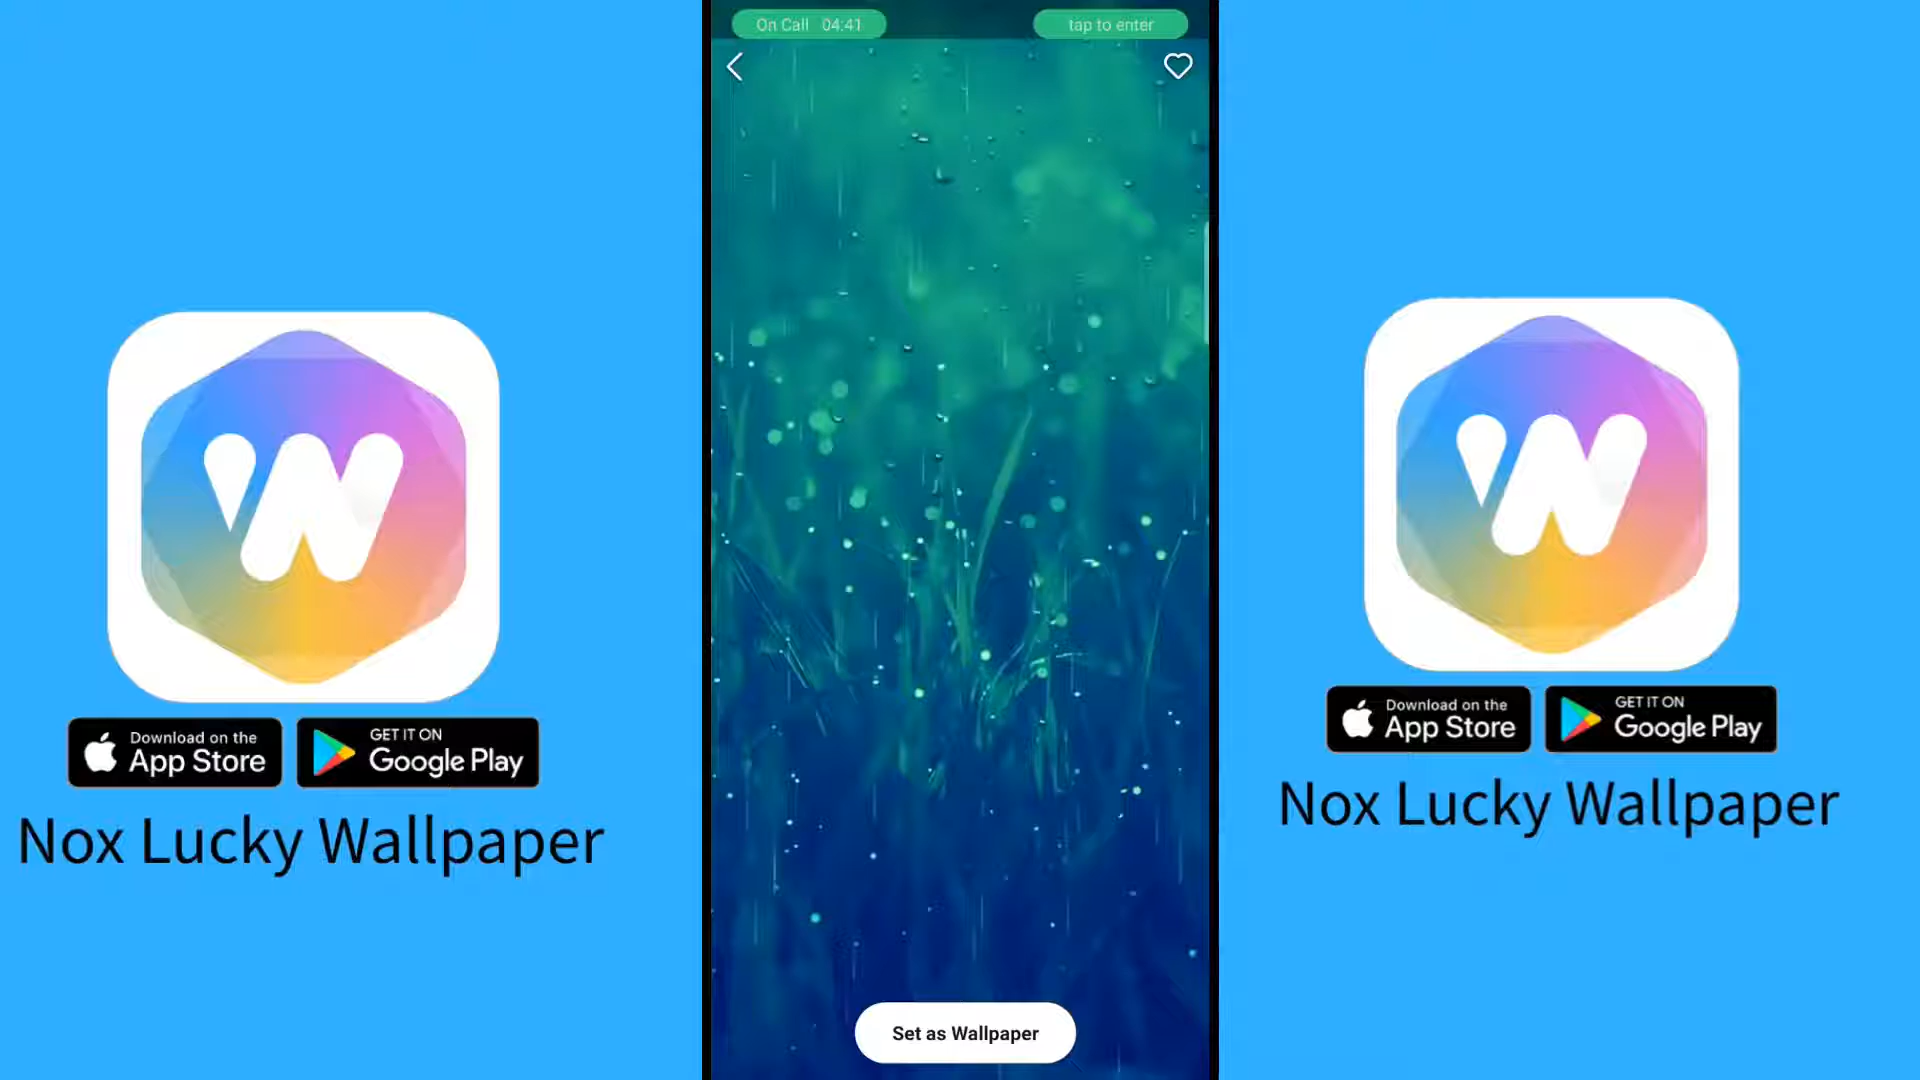 On Call 04:41
tap to enter
W
Download on the
App Store
GET IT ON
Google Play
Nox Lucky Wallpaper
Set as Wallpaper
W
Download on the
App Store
GET IT ON
Google Play
Nox Lucky Wallpaper